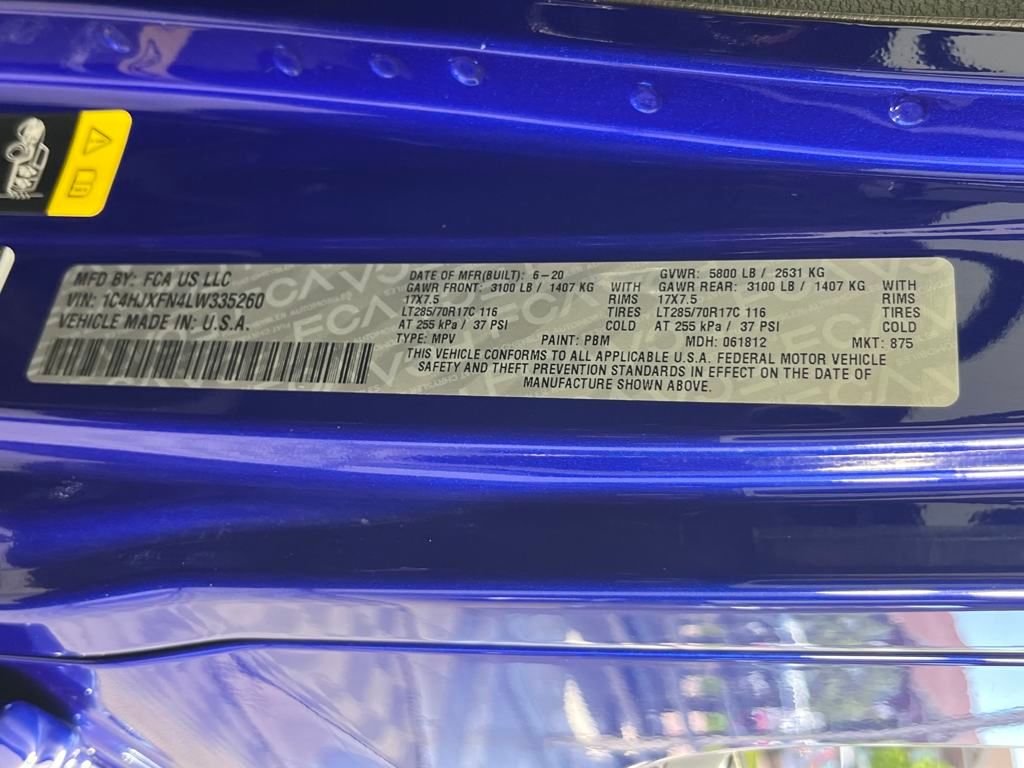 MFD BY: FCA US LLC
VIN: 1C4HJXFN4LW335260
VEHICLE MADE IN: U.S.A.
DATE OF MFR(BUILT): 6-20 GVWR: 5800 LB / 2631 KG
GAWR FRONT: 3100 LB / 1407 KG WITH GAWR REAR: 3100 LB / 1407 KG WITH
17X7.5 RIMS 17X7.5 RIMS
LT285/70R17C 116 TIRES LT285/70R17C 116 TIRES
AT 255 kPa / 37 PSI COLD AT 255 kPa / 37 PSI COLD
TYPE: MPV PAINT: PBM MDH: 061812 MKT: 875
THIS VEHICLE CONFORMS TO ALL APPLICABLE U.S.A. FEDERAL MOTOR VEHICLE
SAFETY AND THEFT PREVENTION STANDARDS IN EFFECT ON THE DATE OF
MANUFACTURE SHOWN ABOVE.